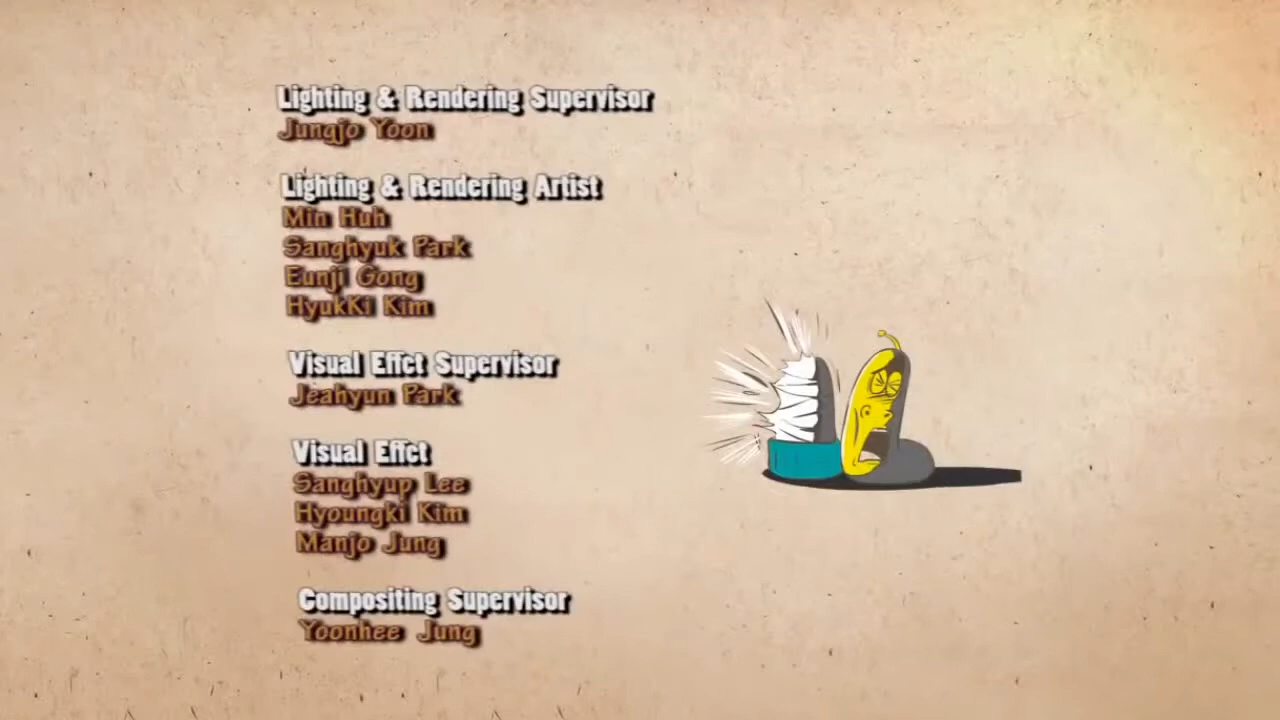 Lighting & Rendering Supervisor
Jungjo Yoon
Lighting & Rendering Artist
Min Huh
Sanghyuk Park
Eunji Gong
HyukKi Kim
Visual Effct Supervisor
Jeahyun Park
Visual Effct
Sanghyup Lee
Hyoungki Kim
Manjo Jung
Compositing Supervisor
Yoonhee Jung